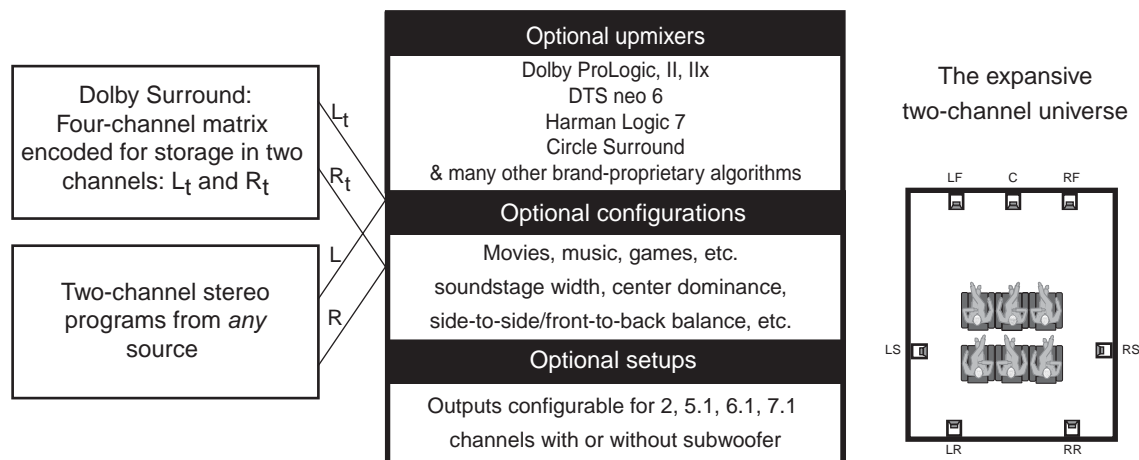 Dolby Surround:
Four-channel matrix
encoded for storage in two
channels: Lt and Rt
Two-channel stereo
programs from any
source
Lt
Rt
L
R
Optional upmixers
Dolby ProLogic, II, IIx
DTS neo 6
Harman Logic 7
Circle Surround
& many other brand-proprietary algorithms
Optional configurations
Movies, music, games, etc.
soundstage width, center dominance,
side-to-side/front-to-back balance, etc.
Optional setups
Outputs configurable for 2, 5.1, 6.1, 7.1
channels with or without subwoofer
The expansive
two-channel universe
LF C RF
LS RS
LR RR